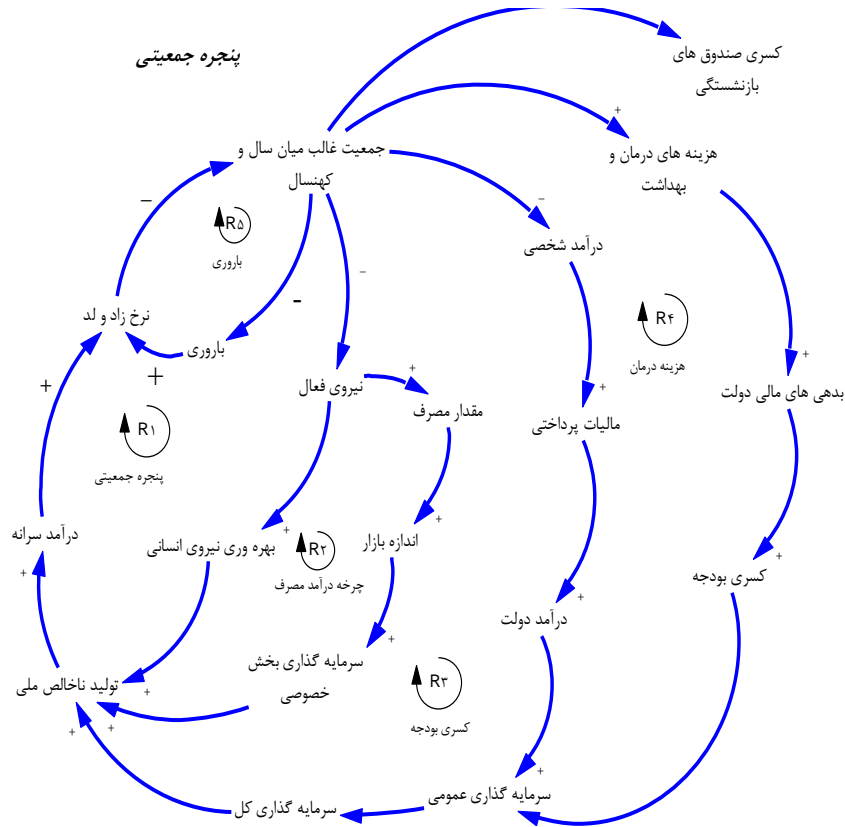 پنجره جمعیتی
کسری صندوق های
بازنشستگی
+
هزینه های درمان و
بهداشت
جمعیت غالب میان سال و
کهنسال
–
–
درآمد شخصی
R۵
باروری
–
–
نرخ زاد و لد
R۴
هزینه درمان
باروری
+
+
+
+
+
نیروی فعال
بدهی های مالی دولت
مقدار مصرف
مالیات پرداختی
R۱
پنجره جمعیتی
+
+
درآمد سرانه
بهره وری نیروی انسانی
R۲
چرخه درآمد مصرف
اندازه بازار
+
+
کسری بودجه
+
درآمد دولت
+
سرمایه گذاری بخش
خصوصی
تولید ناخالص ملی
+
R۳
کسری بودجه
+
+
+
سرمایه گذاری عمومی
سرمایه گذاری کل